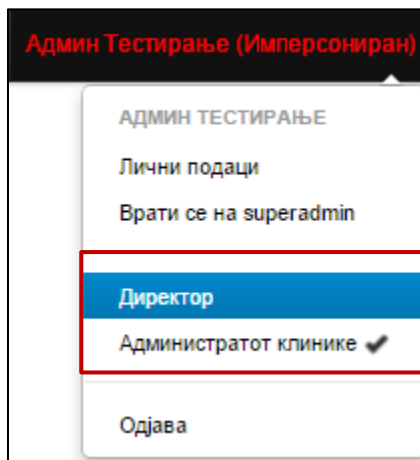 Админ Тестирање (Имперсониран)
АДМИН ТЕСТИРАЊЕ
Лични подаци
Врати се на superadmin
Директор
Администратот клинике
Одјава